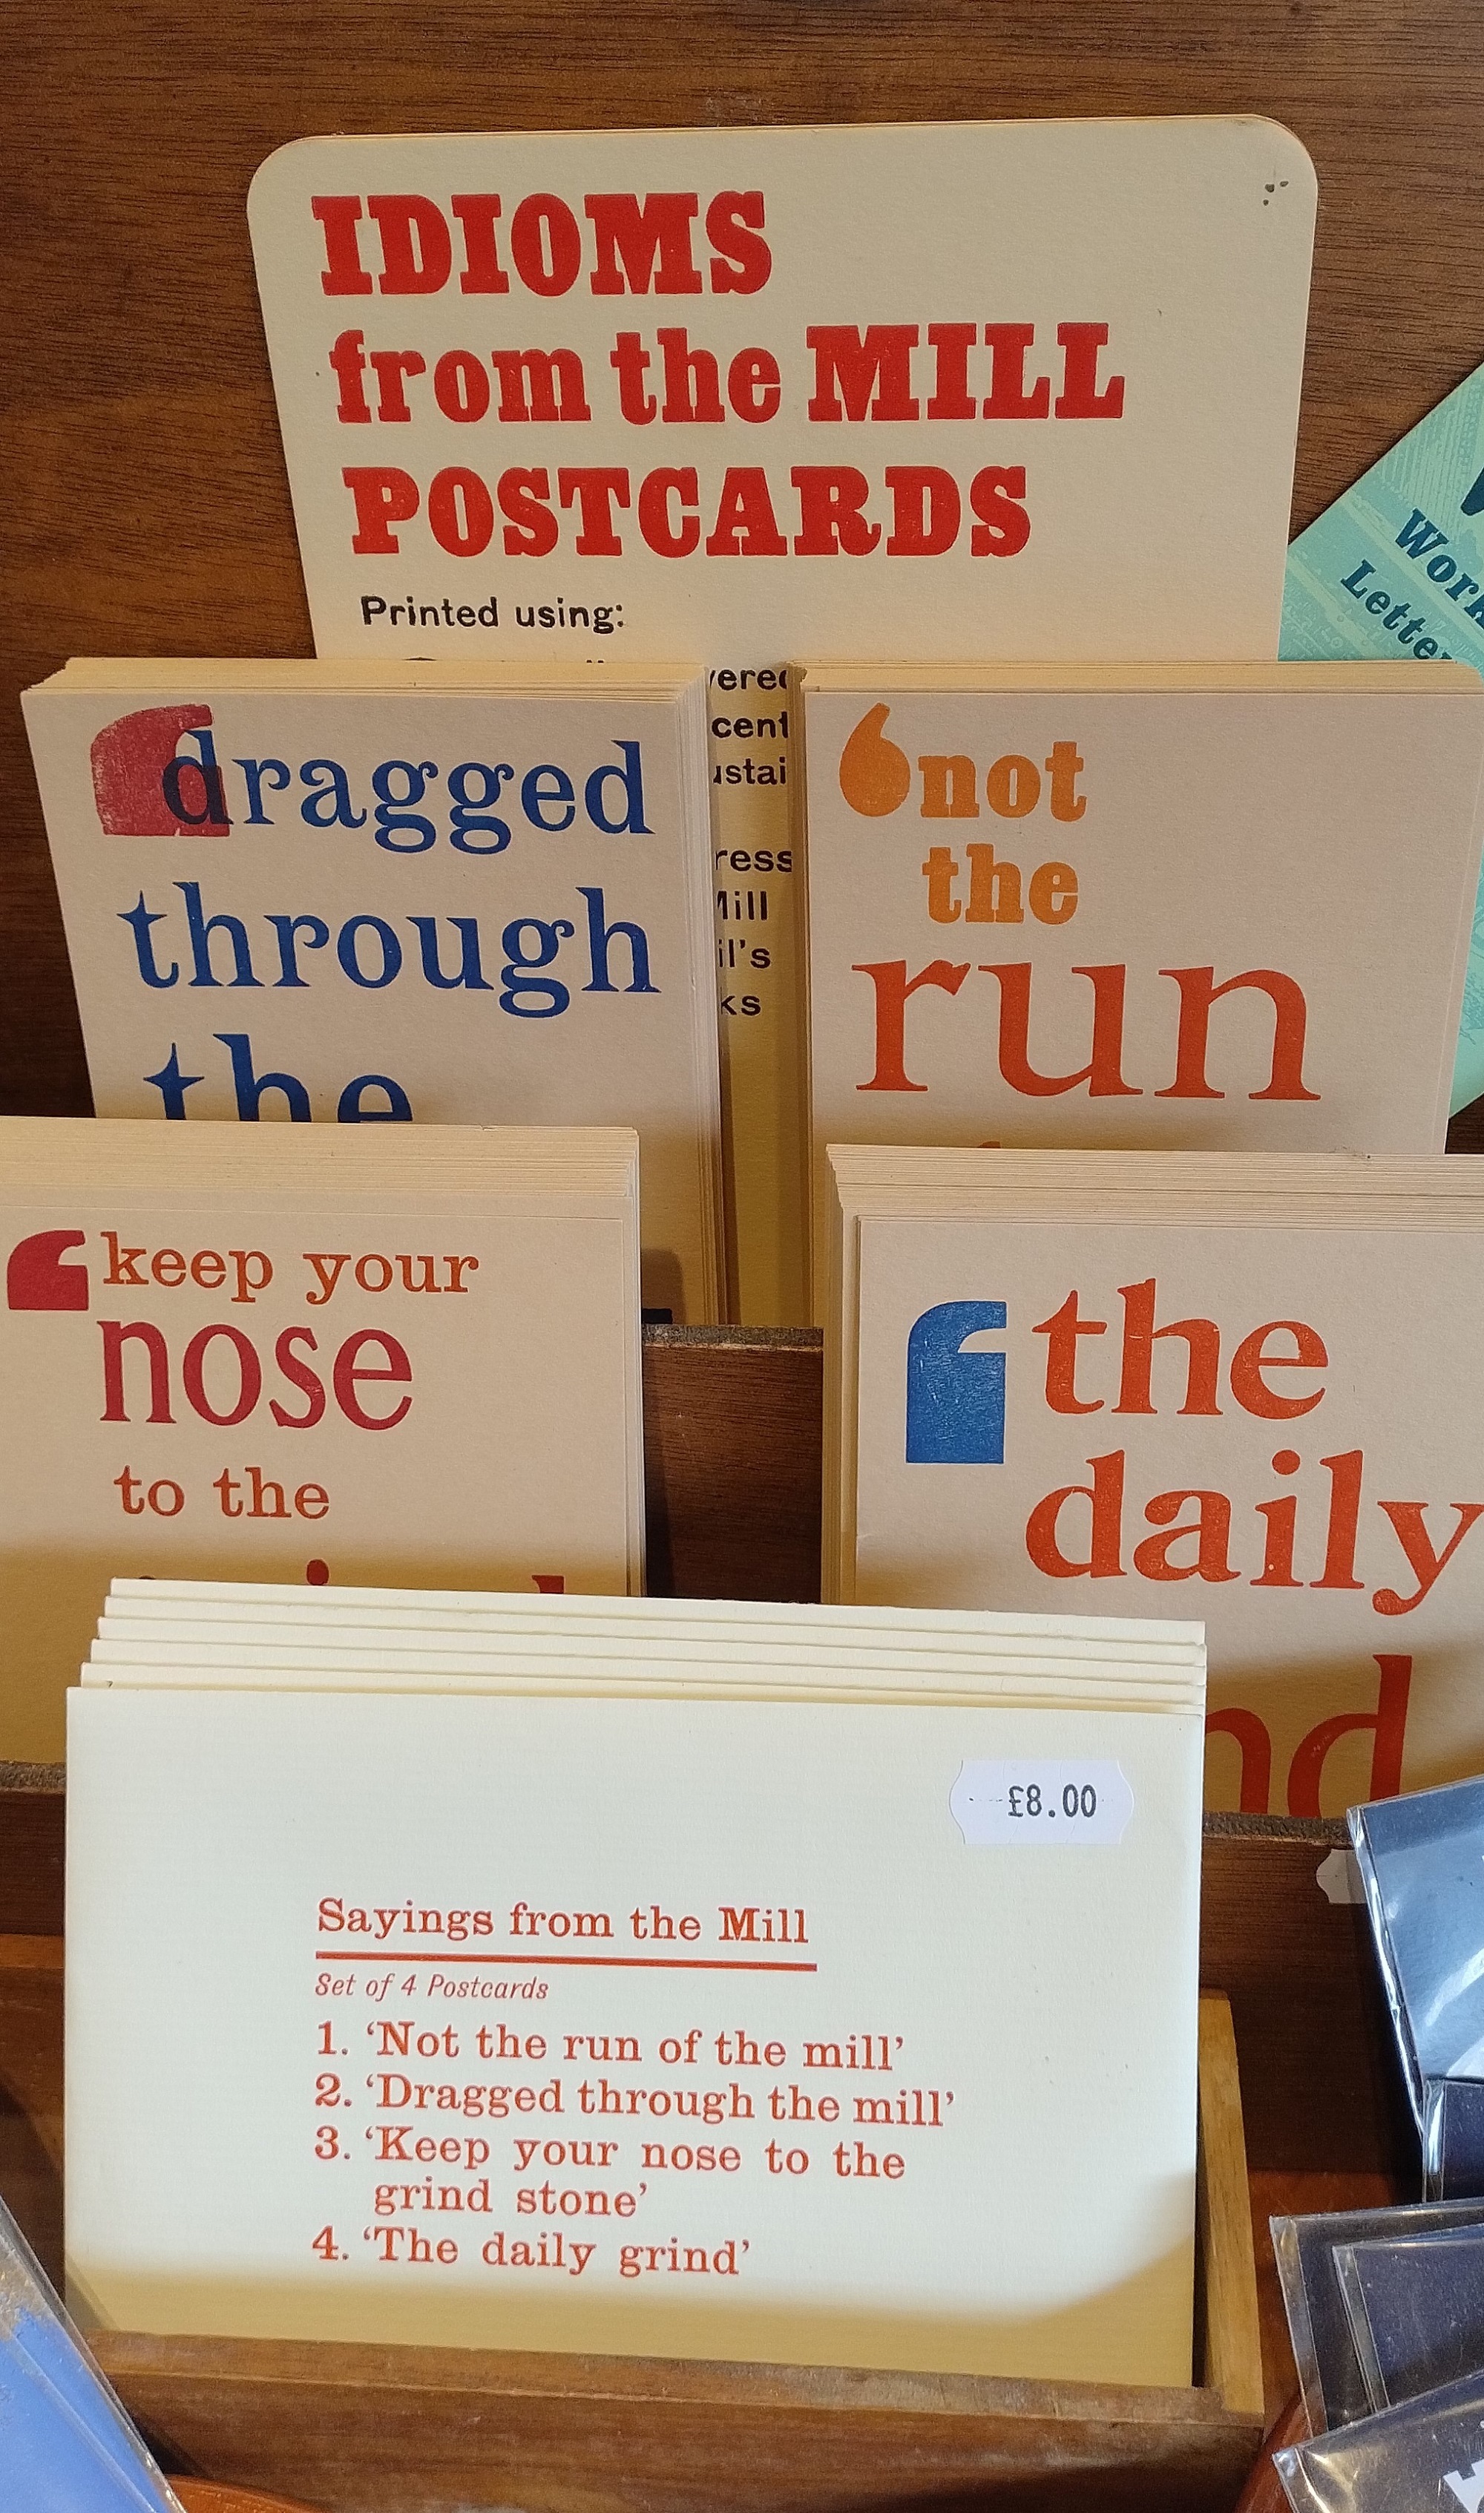 IDIOMS
from the MILL
POSTCARDS
Printed using:
‘dragged
through
the
‘not
the
run
‘keep your
nose
to the
‘the
daily
£8.00
Sayings from the Mill
Set of 4 Postcards
1. ‘Not the run of the mill’
2. ‘Dragged through the mill’
3. ‘Keep your nose to the
grind stone’
4. ‘The daily grind’